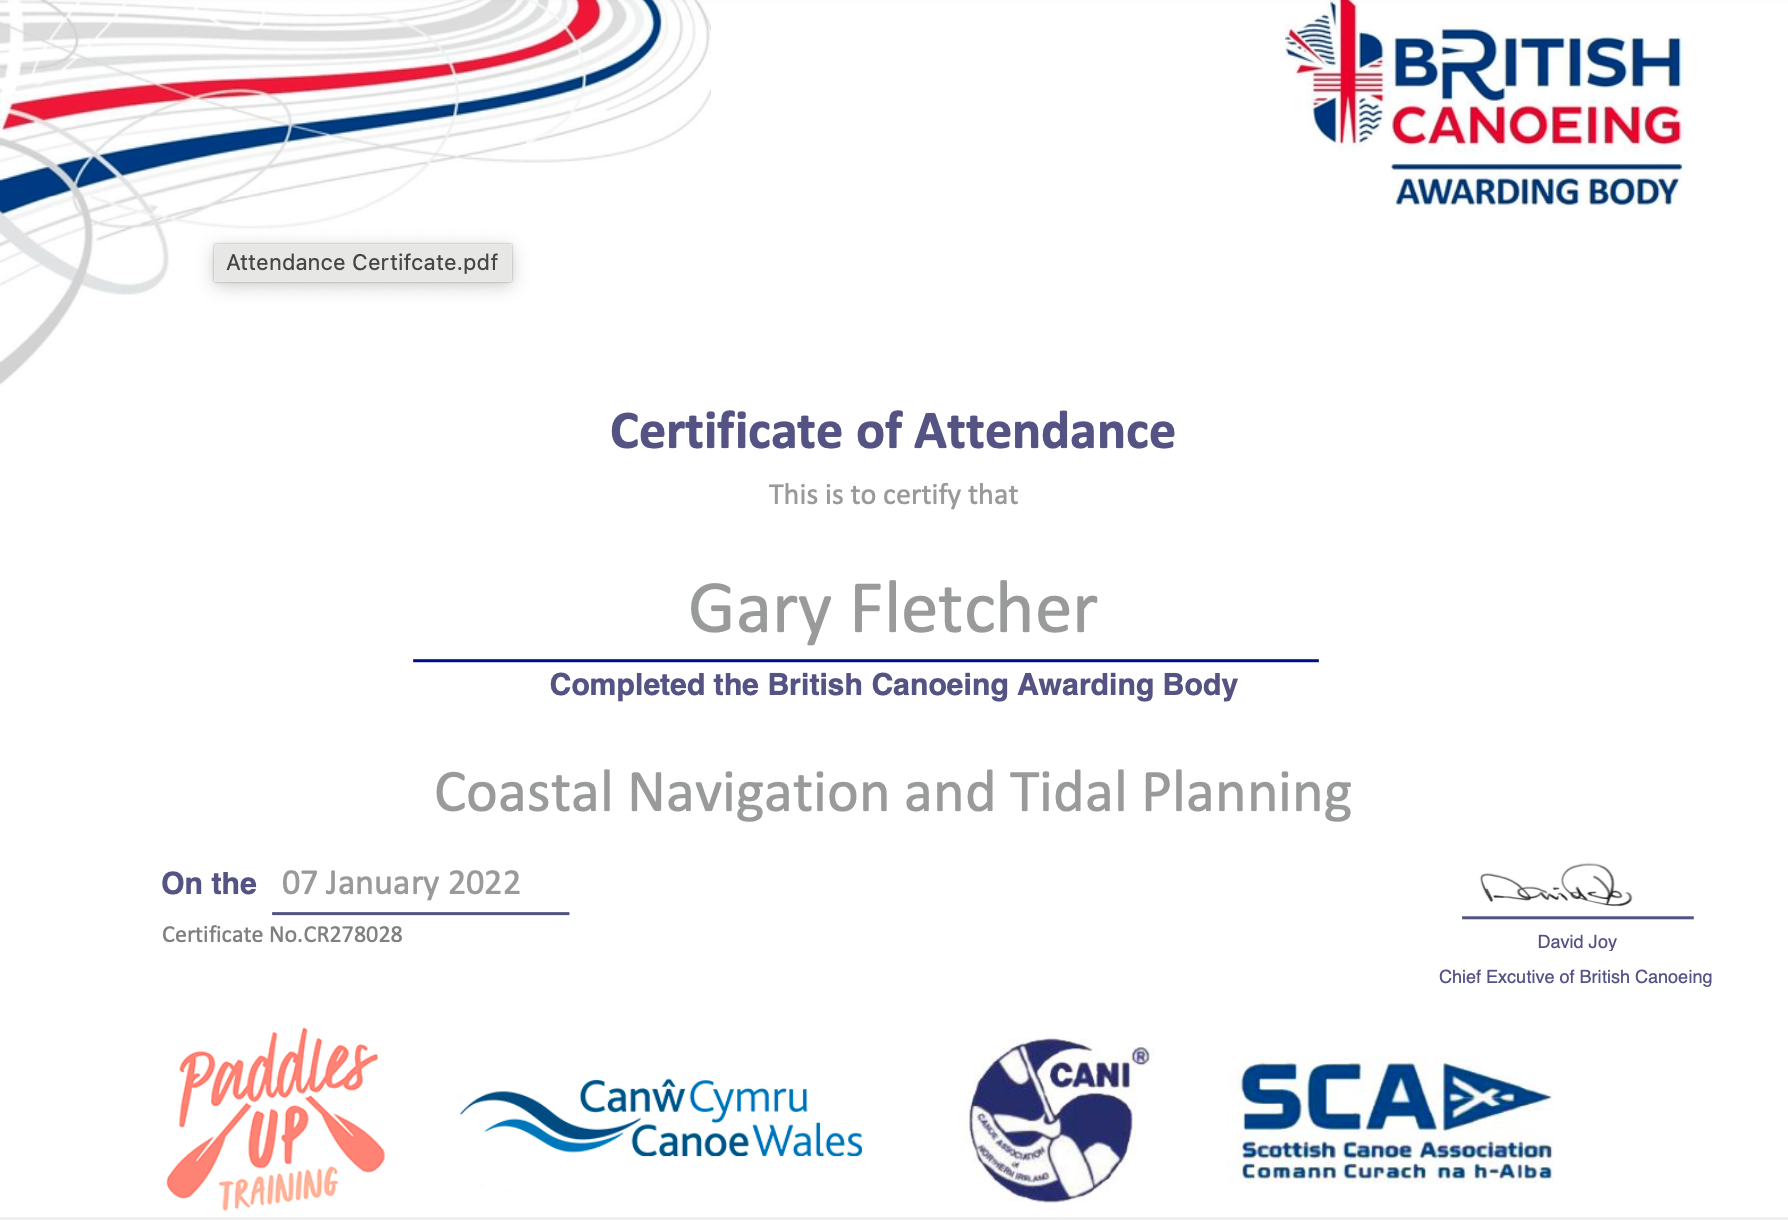 BRITISH
CANOEING
AWARDING BODY
Attendance Certifcate.pdf
Certificate of Attendance
This is to certify that
Gary Fletcher
Completed the British Canoeing Awarding Body
Coastal Navigation and Tidal Planning
On the 07 January 2022
Certificate No.CR278028
David Joy
David Joy
Chief Excutive of British Canoeing
Paddles
UP
TRAINING
Canŵ Cymru
Canoe Wales
CANI ®
CANOE ASSOCIATION
of
NORTHERN IRELAND
SCA
Scottish Canoe Association
Comann Curach na h-Alba